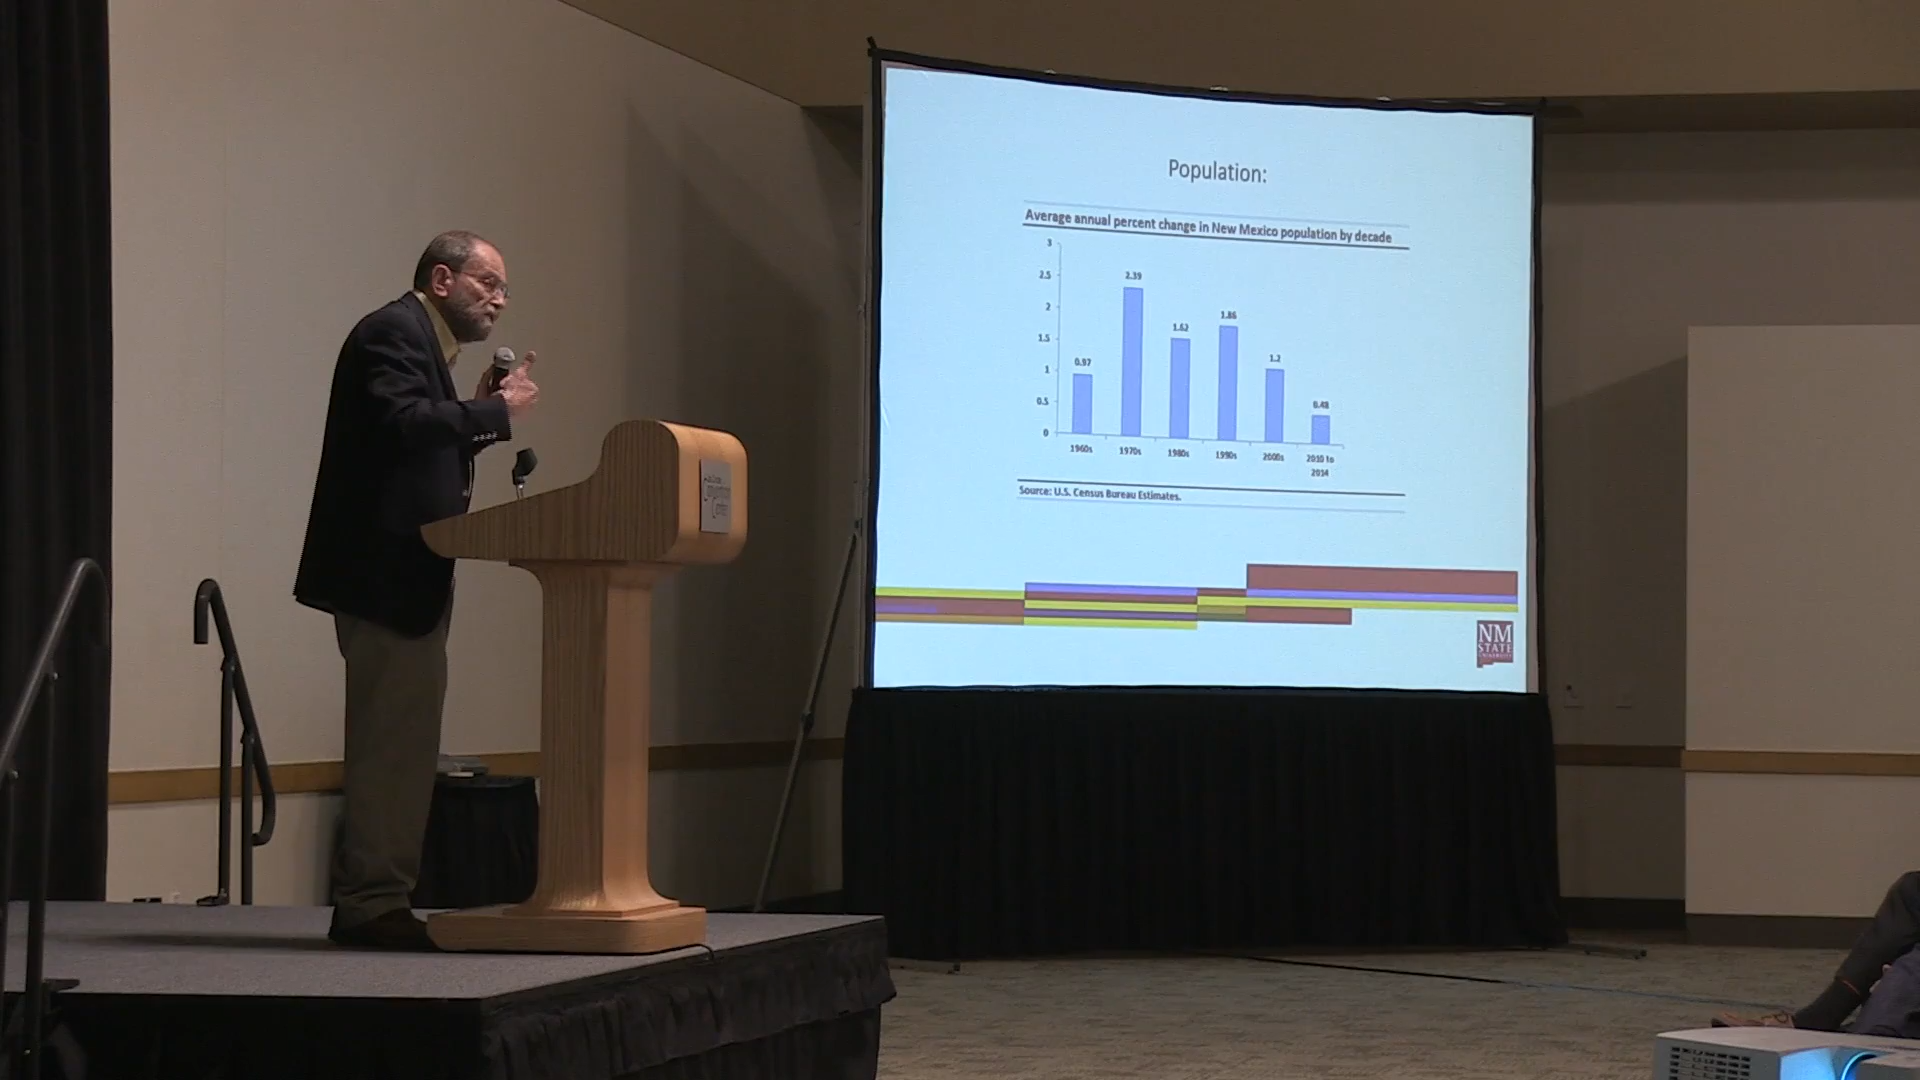 Population:
Average annual percent change in New Mexico population by decade
3
2.5
2
1.5
1
0.5
0
0.97
2.39
1.62
1.86
1.2
0.48
1960s
1970s
1980s
1990s
2000s
2010 to
2014
Source: U.S. Census Bureau Estimates.
NM
STATE
UNIVERSITY